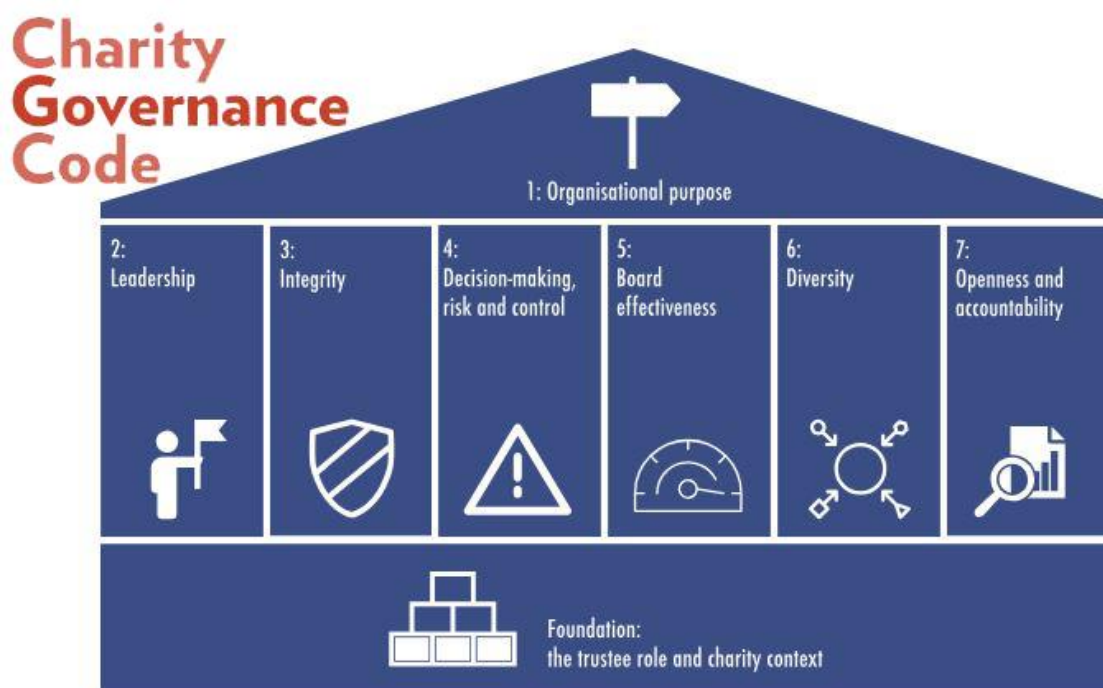 Charity
Governance
Code
1: Organisational purpose
2:
Leadership
3:
Integrity
4:
Decision-making,
risk and control
5:
Board
effectiveness
6:
Diversity
7:
Openness and
accountability
Foundation:
the trustee role and charity context